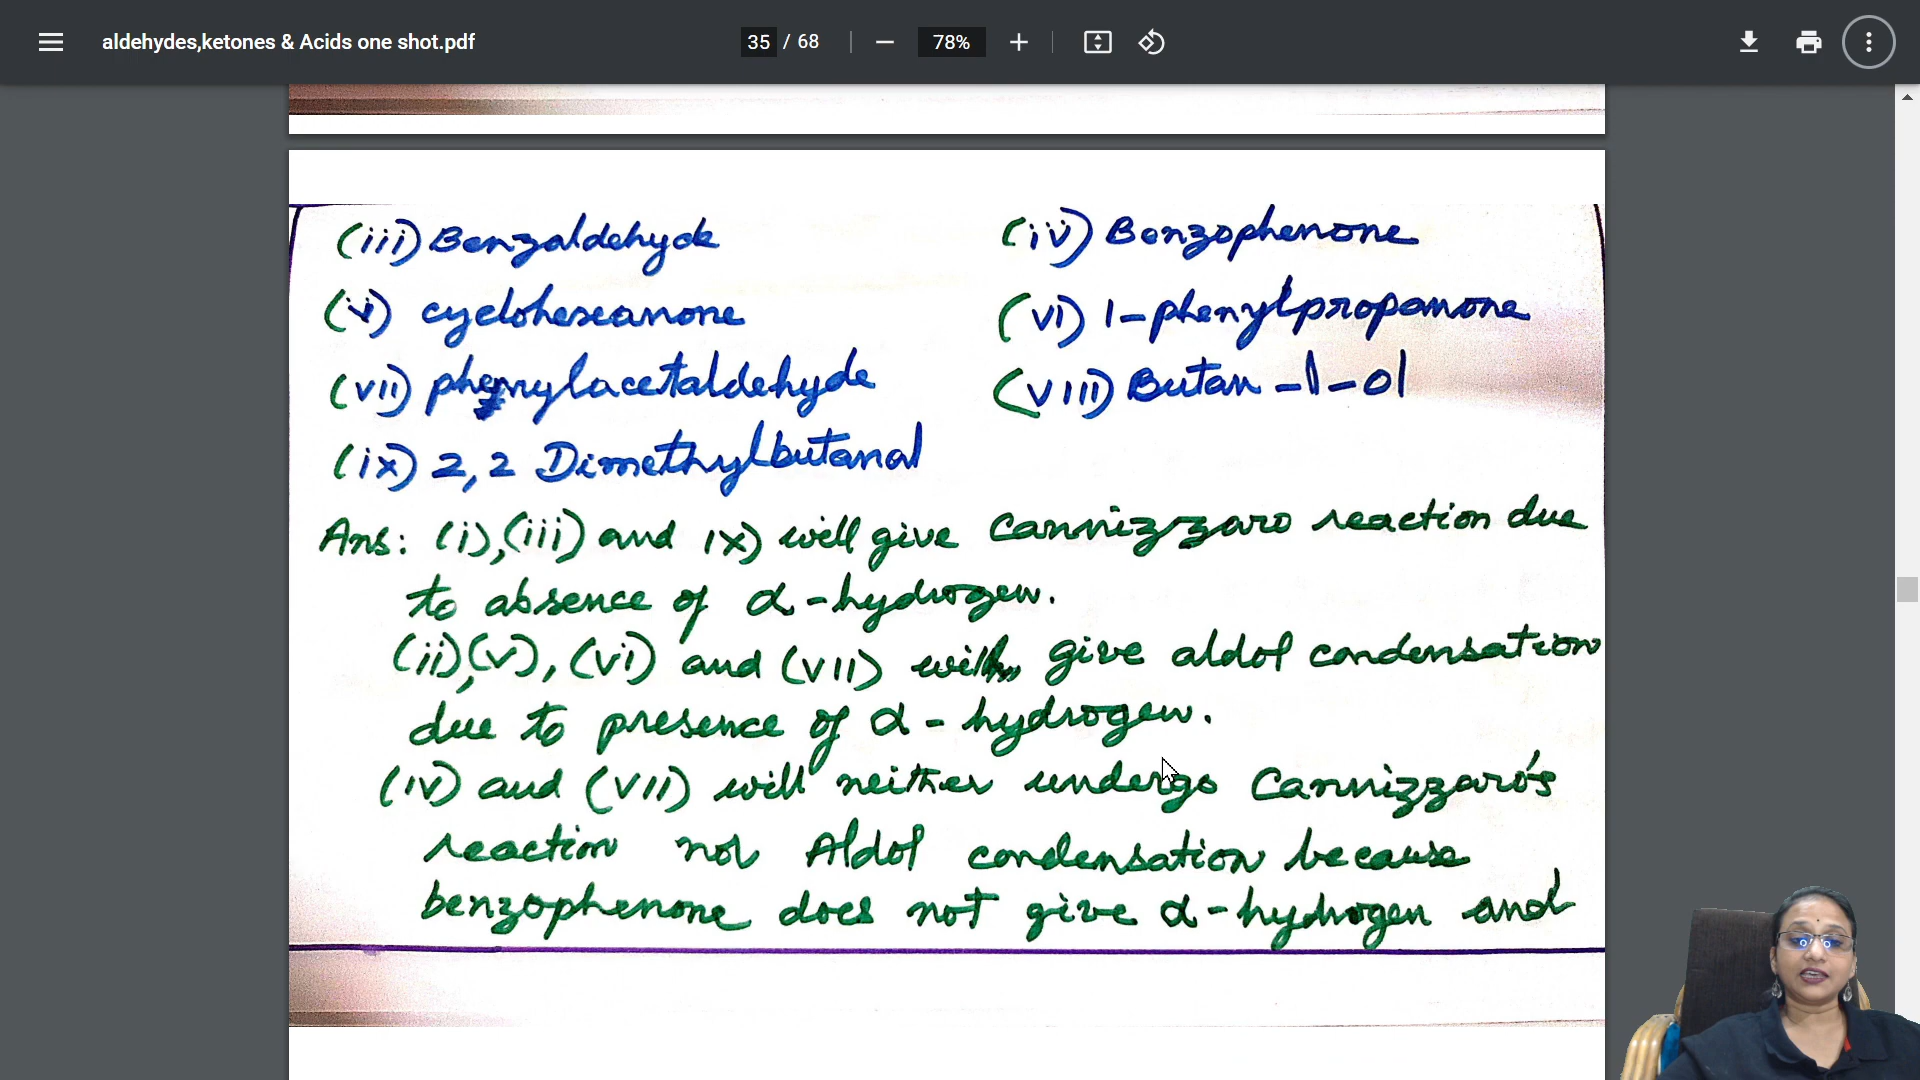 aldehydes,ketones & Acids one shot.pdf
35 / 68
78%
(iii) Benzaldehyde
(iv) Benzophenone
(v) cyclohexanone
(vi) 1-phenylpropanone
(vii) phenylacetaldehyde
(viii) Butan-1-ol
(ix) 2,2 Dimethylbutanal
Ans: (i),(iii) and ix) will give Cannizzaro reaction due
to absence of α-hydrogen.
(ii),(v), (vi) and (vii) will give aldol condensation
due to presence of α-hydrogen.
(iv) and (vii) will neither undergo Cannizzaro's
reaction nor Aldol condensation because
benzophenone does not give α-hydrogen and